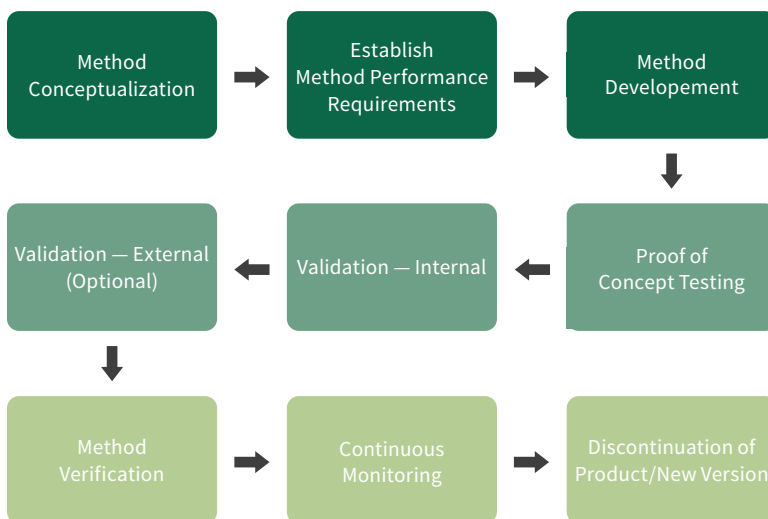 Method
Conceptualization
Establish
Method Performance
Requirements
Method
Developement
Validation — External
(Optional)
Validation — Internal
Proof of
Concept Testing
Method
Verification
Continuous
Monitoring
Discontinuation of
Product/New Version